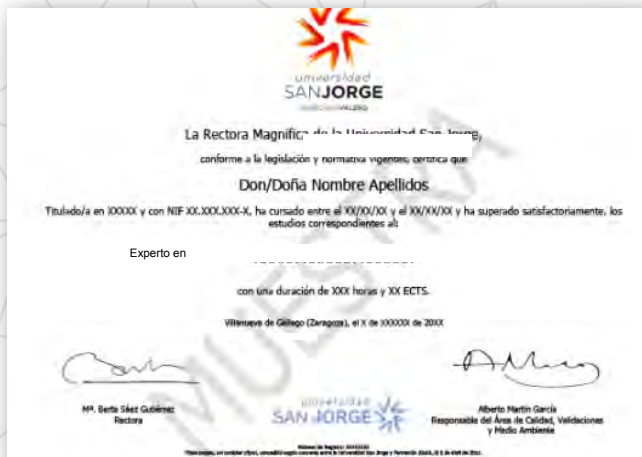 universidad
SANJORGE
La Rectora Magnífica de la Universidad San Jorge,
conforme a la legislación y normativa vigentes, certifica que
Don/Doña Nombre Apellidos
Titulado/a en XXXXX y con NIF XX.XXX.XXX-X, ha cursado entre el XX/XX/XX y el XX/XX/XX y ha superado satisfactoriamente, los
estudios correspondientes al:
Experto en
con una duración de XXX horas y XX ECTS.
Villanueva de Gállego (Zaragoza), el X de XXXXXX de 20XX
MUESTRA
Mª. Berta Sáez Gutiérrez
Rectora
universidad
SAN JORGE
Alberto Martín García
Responsable del Área de Calidad, Validaciones
y Medio Ambiente